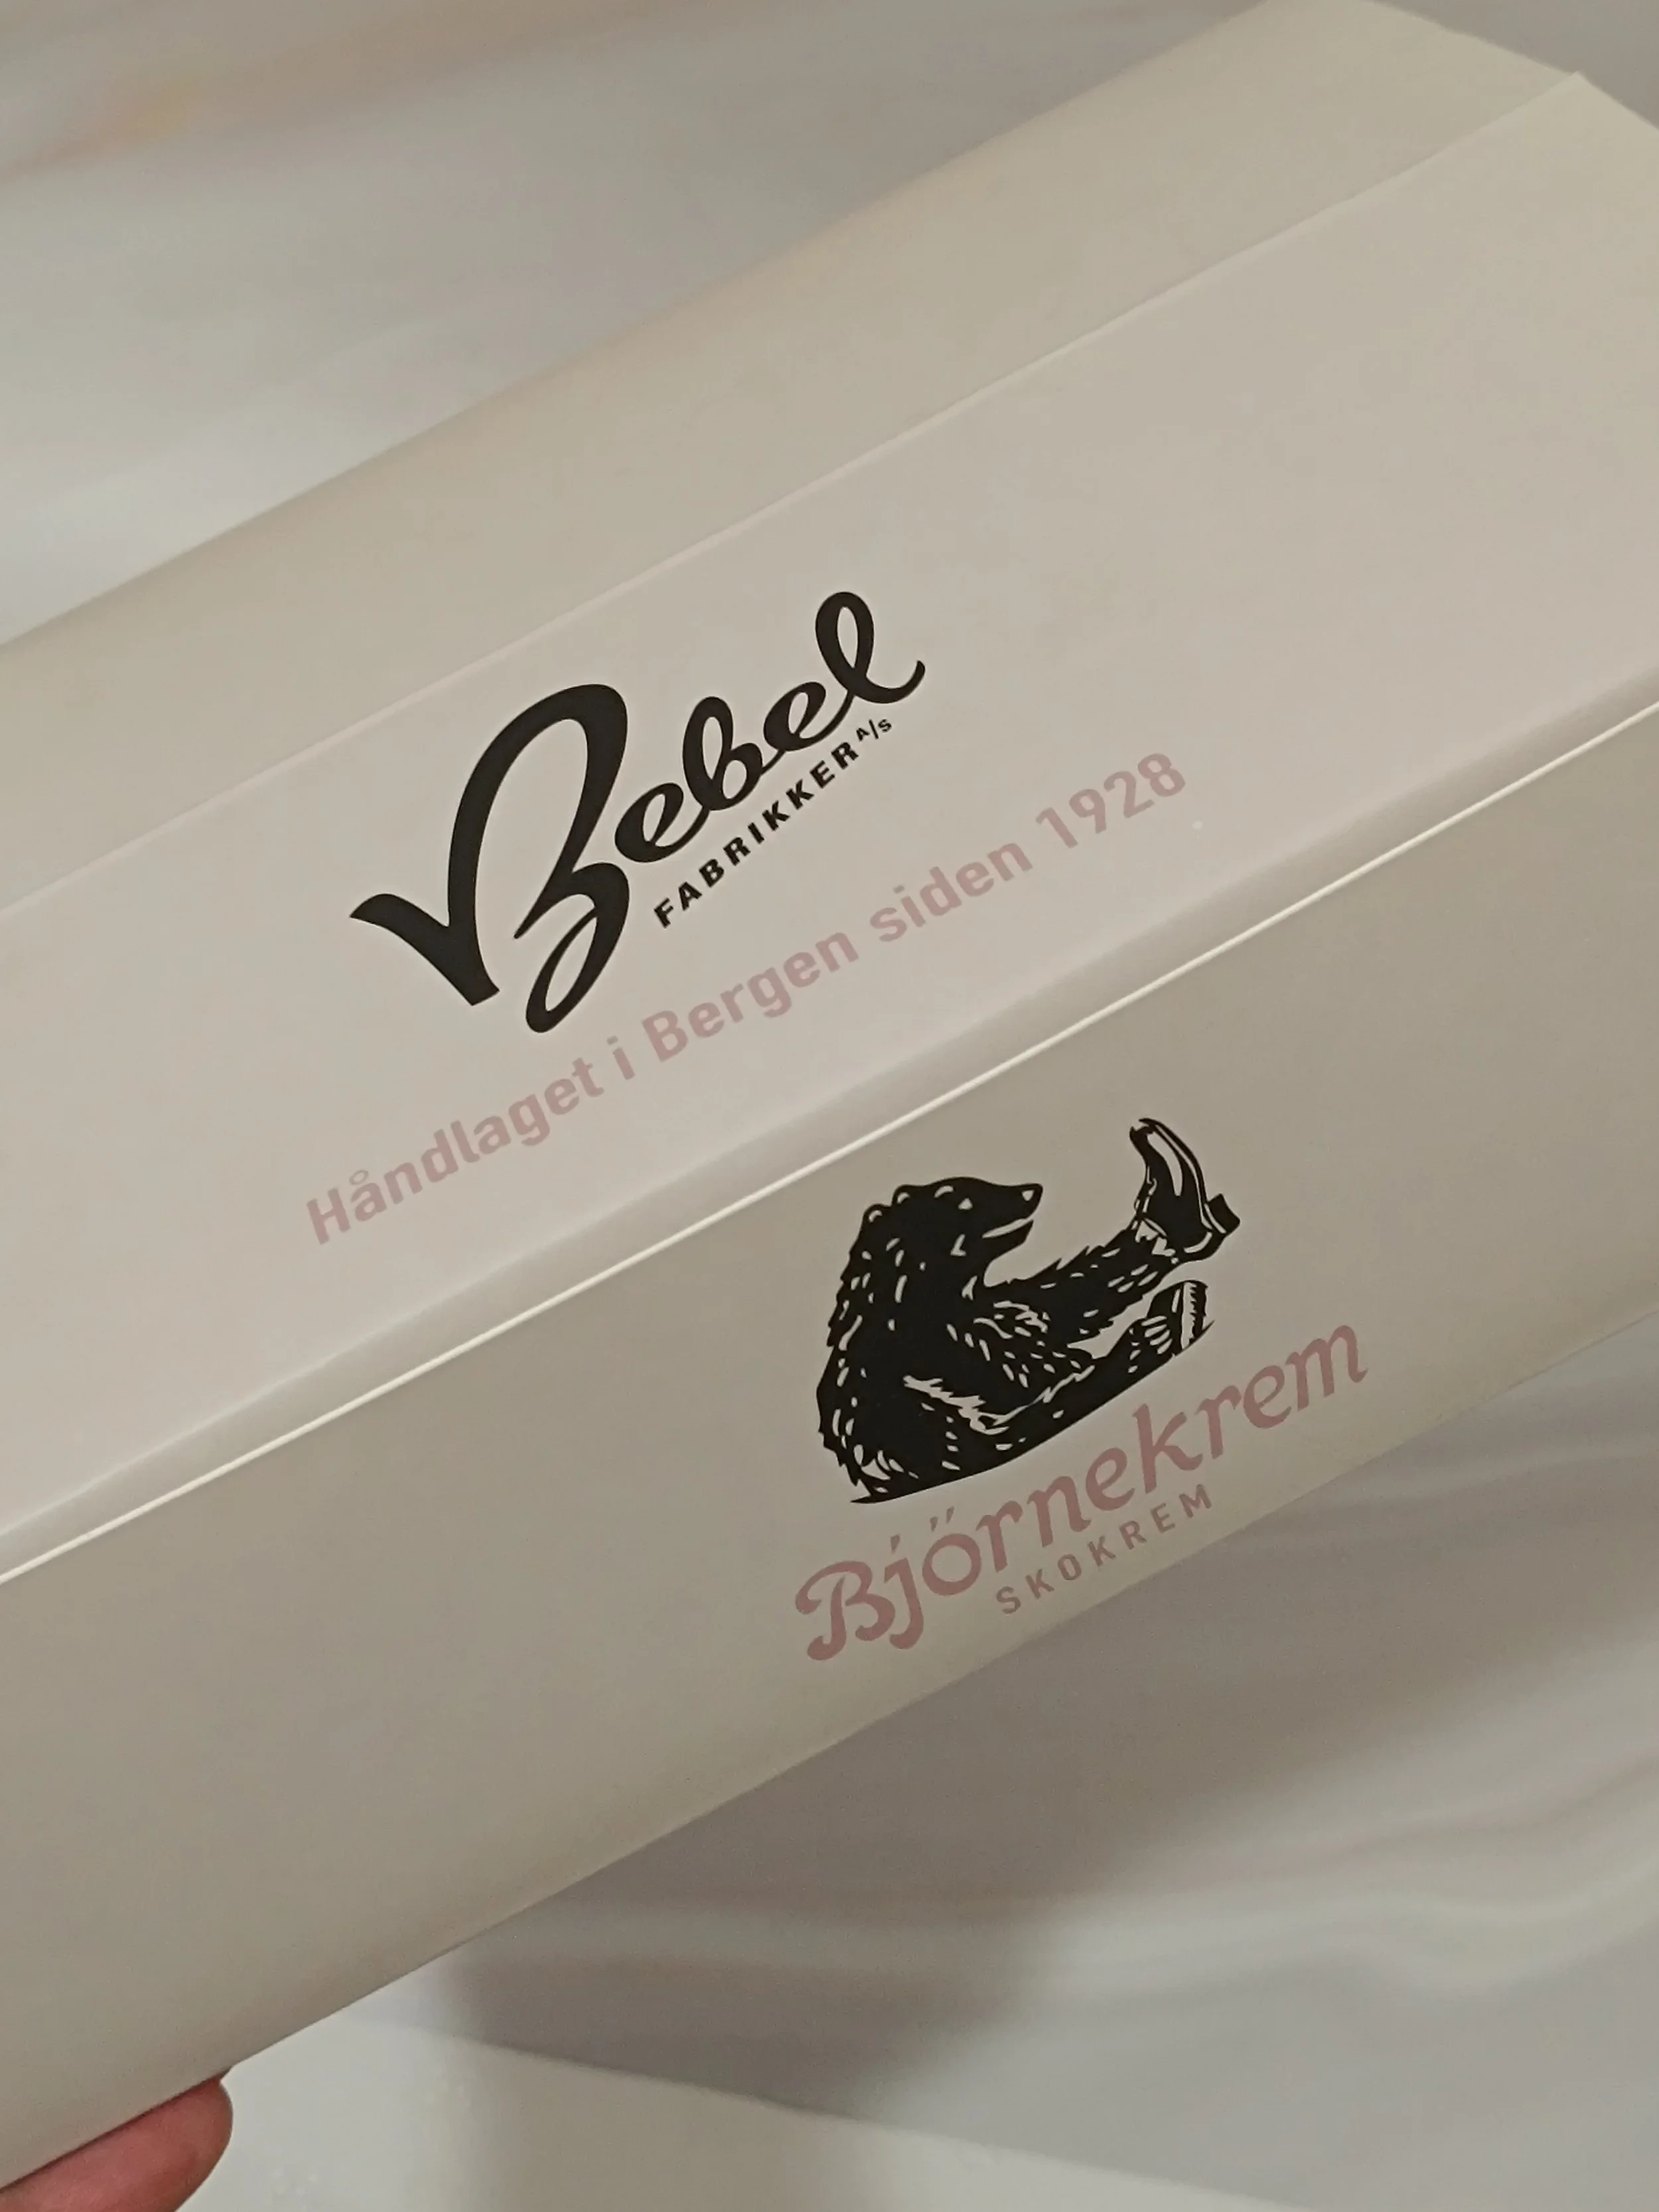 Bebel
FABRIKKER A/S
Håndlaget i Bergen siden 1928
Björnekrem
SKOKREM